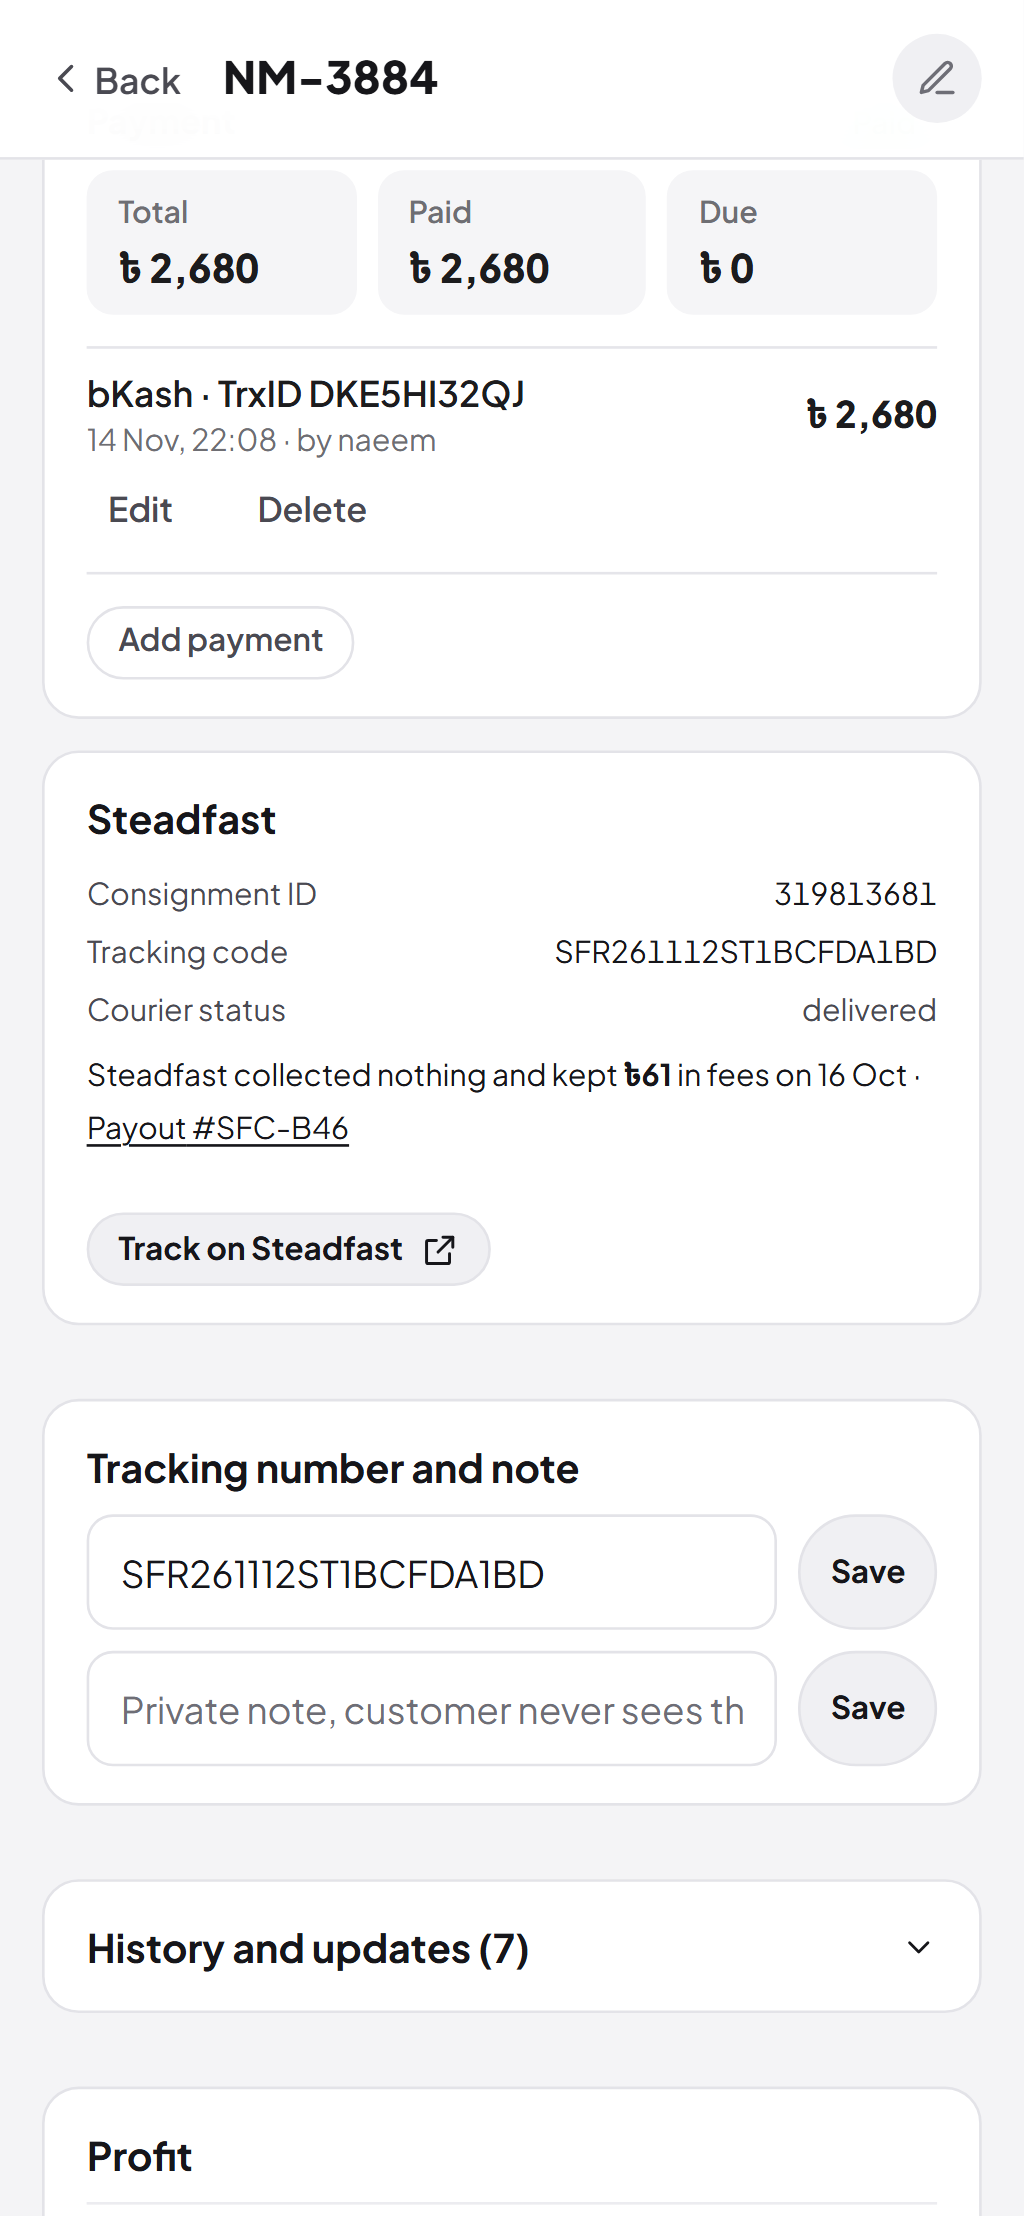 Back NM-3884
Payment
Total Paid Due
৳ 2,680 ৳ 2,680 ৳ 0
bKash · TrxID DKE5HI32QJ ৳ 2,680
14 Nov, 22:08 · by naeem
Edit Delete
Add payment
Steadfast
Consignment ID 319813681
Tracking code SFR261112ST1BCFDA1BD
Courier status delivered
Steadfast collected nothing and kept ৳61 in fees on 16 Oct ·
Payout #SFC-B46
Track on Steadfast
Tracking number and note
SFR261112ST1BCFDA1BD Save
Private note, customer never sees th Save
History and updates (7)
Profit